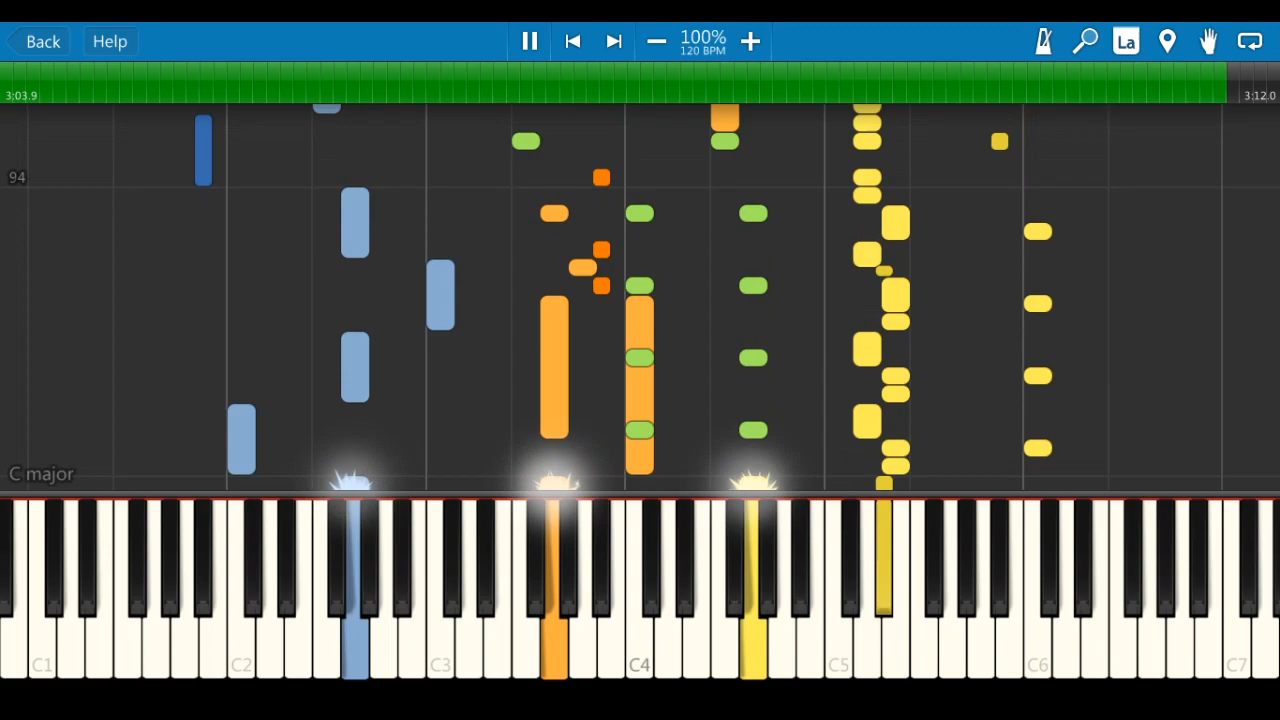 Back
Help
100%
120 BPM
La
3:03.9
3:12.0
94
C major
C1
C2
C3
C4
C5
C6
C7